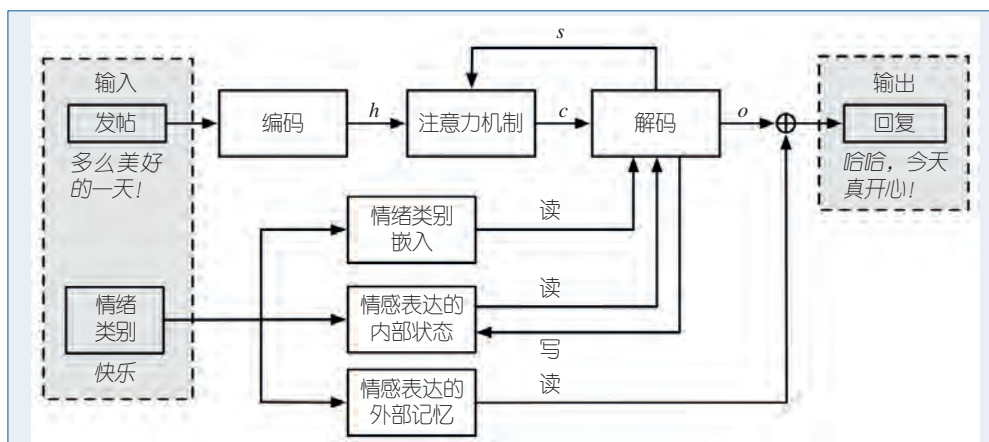 s
输入
输出
发帖
编码
h
注意力机制
c
解码
o
回复
多么美好
的一天!
哈哈，今天
真开心!
情绪类别
嵌入
读
情绪
类别
情感表达的
内部状态
读
写
快乐
情感表达的
外部记忆
读